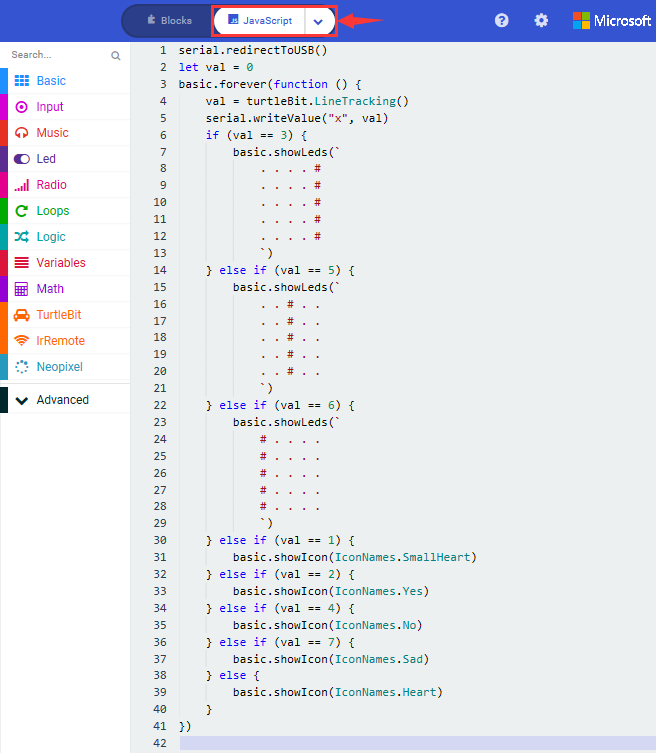 Blocks
JavaScript
Microsoft
Search...
Basic
Input
Music
Led
Radio
Loops
Logic
Variables
Math
TurtleBit
IrRemote
Neopixel
Advanced
1 serial.redirectToUSB()
2 let val = 0
3 basic.forever(function () {
4     val = turtleBit.LineTracking()
5     serial.writeValue("x", val)
6     if (val == 3) {
7         basic.showLeds(`
8             . . . . #
9             . . . . #
10             . . . . #
11             . . . . #
12             . . . . #
13             `)
14     } else if (val == 5) {
15         basic.showLeds(`
16             . . # . .
17             . . # . .
18             . . # . .
19             . . # . .
20             . . # . .
21             `)
22     } else if (val == 6) {
23         basic.showLeds(`
24             # . . . .
25             # . . . .
26             # . . . .
27             # . . . .
28             # . . . .
29             `)
30     } else if (val == 1) {
31         basic.showIcon(IconNames.SmallHeart)
32     } else if (val == 2) {
33         basic.showIcon(IconNames.Yes)
34     } else if (val == 4) {
35         basic.showIcon(IconNames.No)
36     } else if (val == 7) {
37         basic.showIcon(IconNames.Sad)
38     } else {
39         basic.showIcon(IconNames.Heart)
40     }
41 })
42